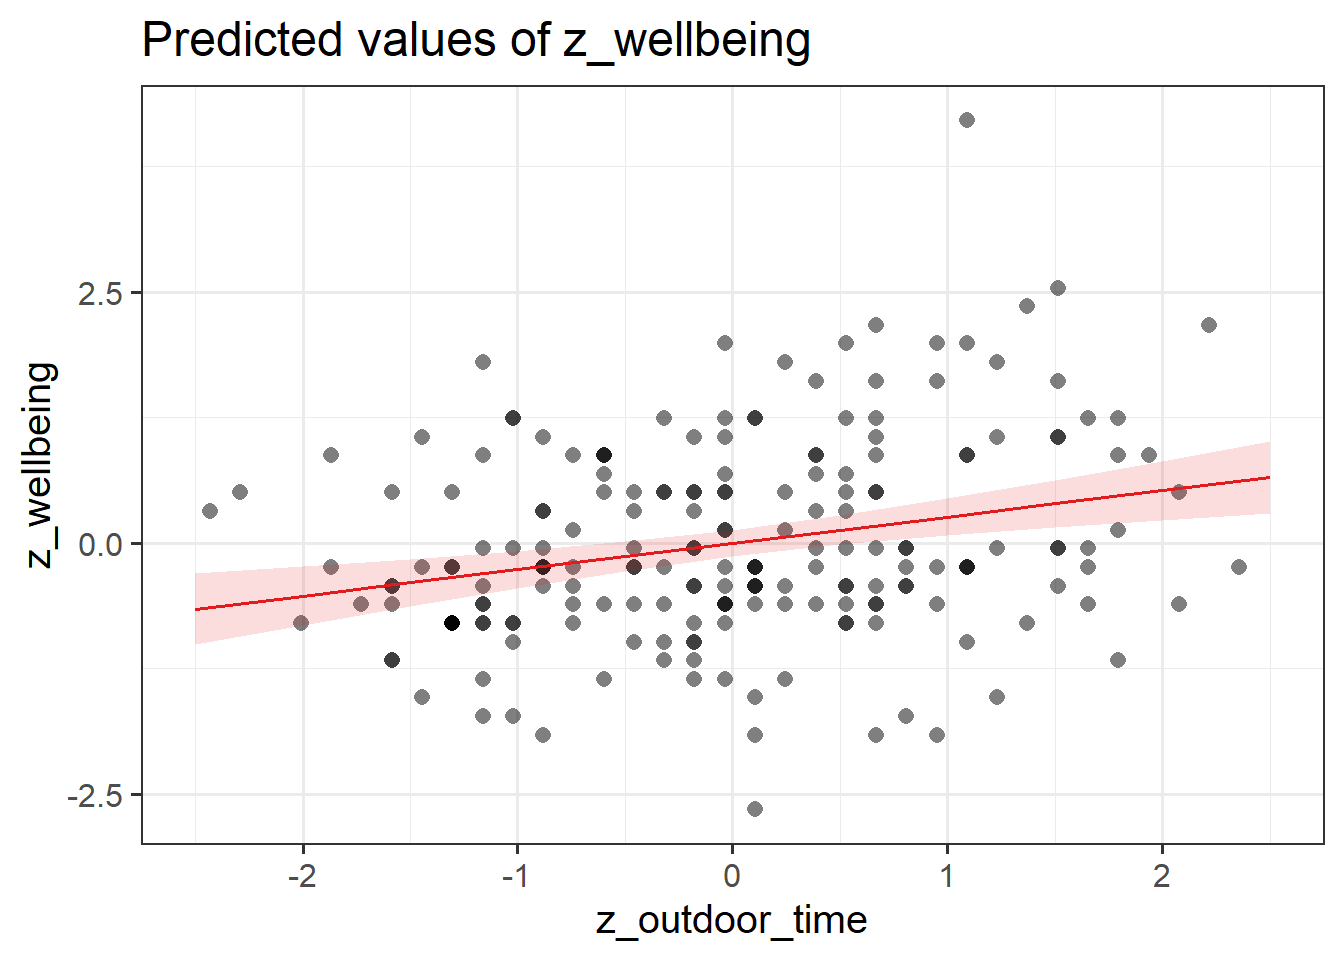 Predicted values of z_wellbeing
z_wellbeing
2.5
0.0
-2.5
-2 -1 0 1 2
z_outdoor_time